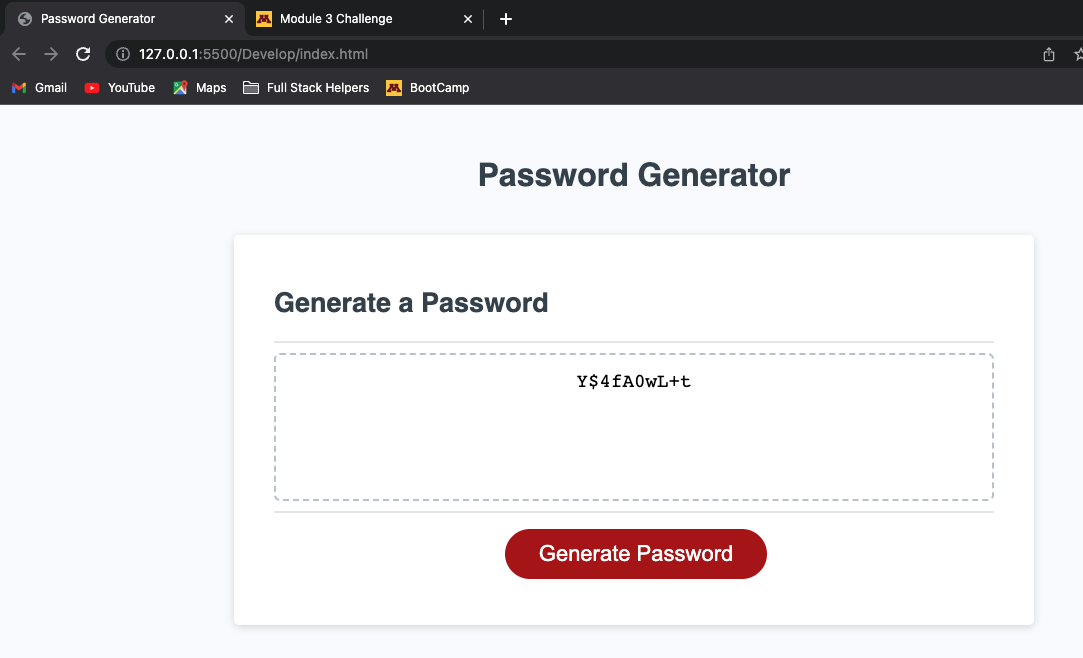 Password Generator
Module 3 Challenge
127.0.0.1:5500/Develop/index.html
Gmail YouTube Maps Full Stack Helpers BootCamp
Password Generator
Generate a Password
Y$4fA0wL+t
Generate Password